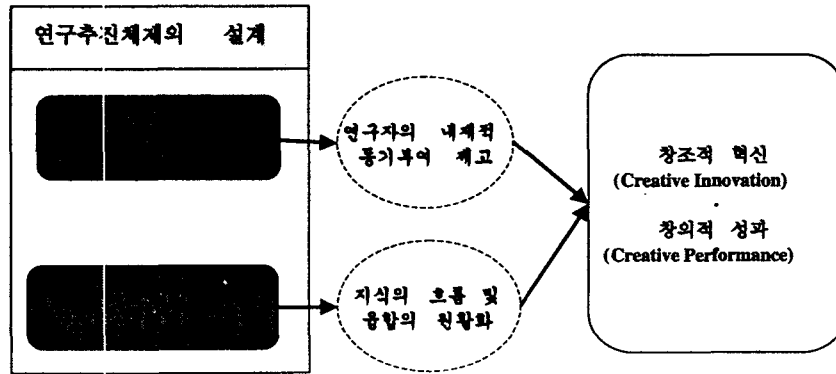 연구추진체재의 설계
연구자의 내재적
동기부여 재고
지식의 흐름 및
융합의 원활화
창조적 혁신
(Creative Innovation)
·
창의적 성과
(Creative Performance)